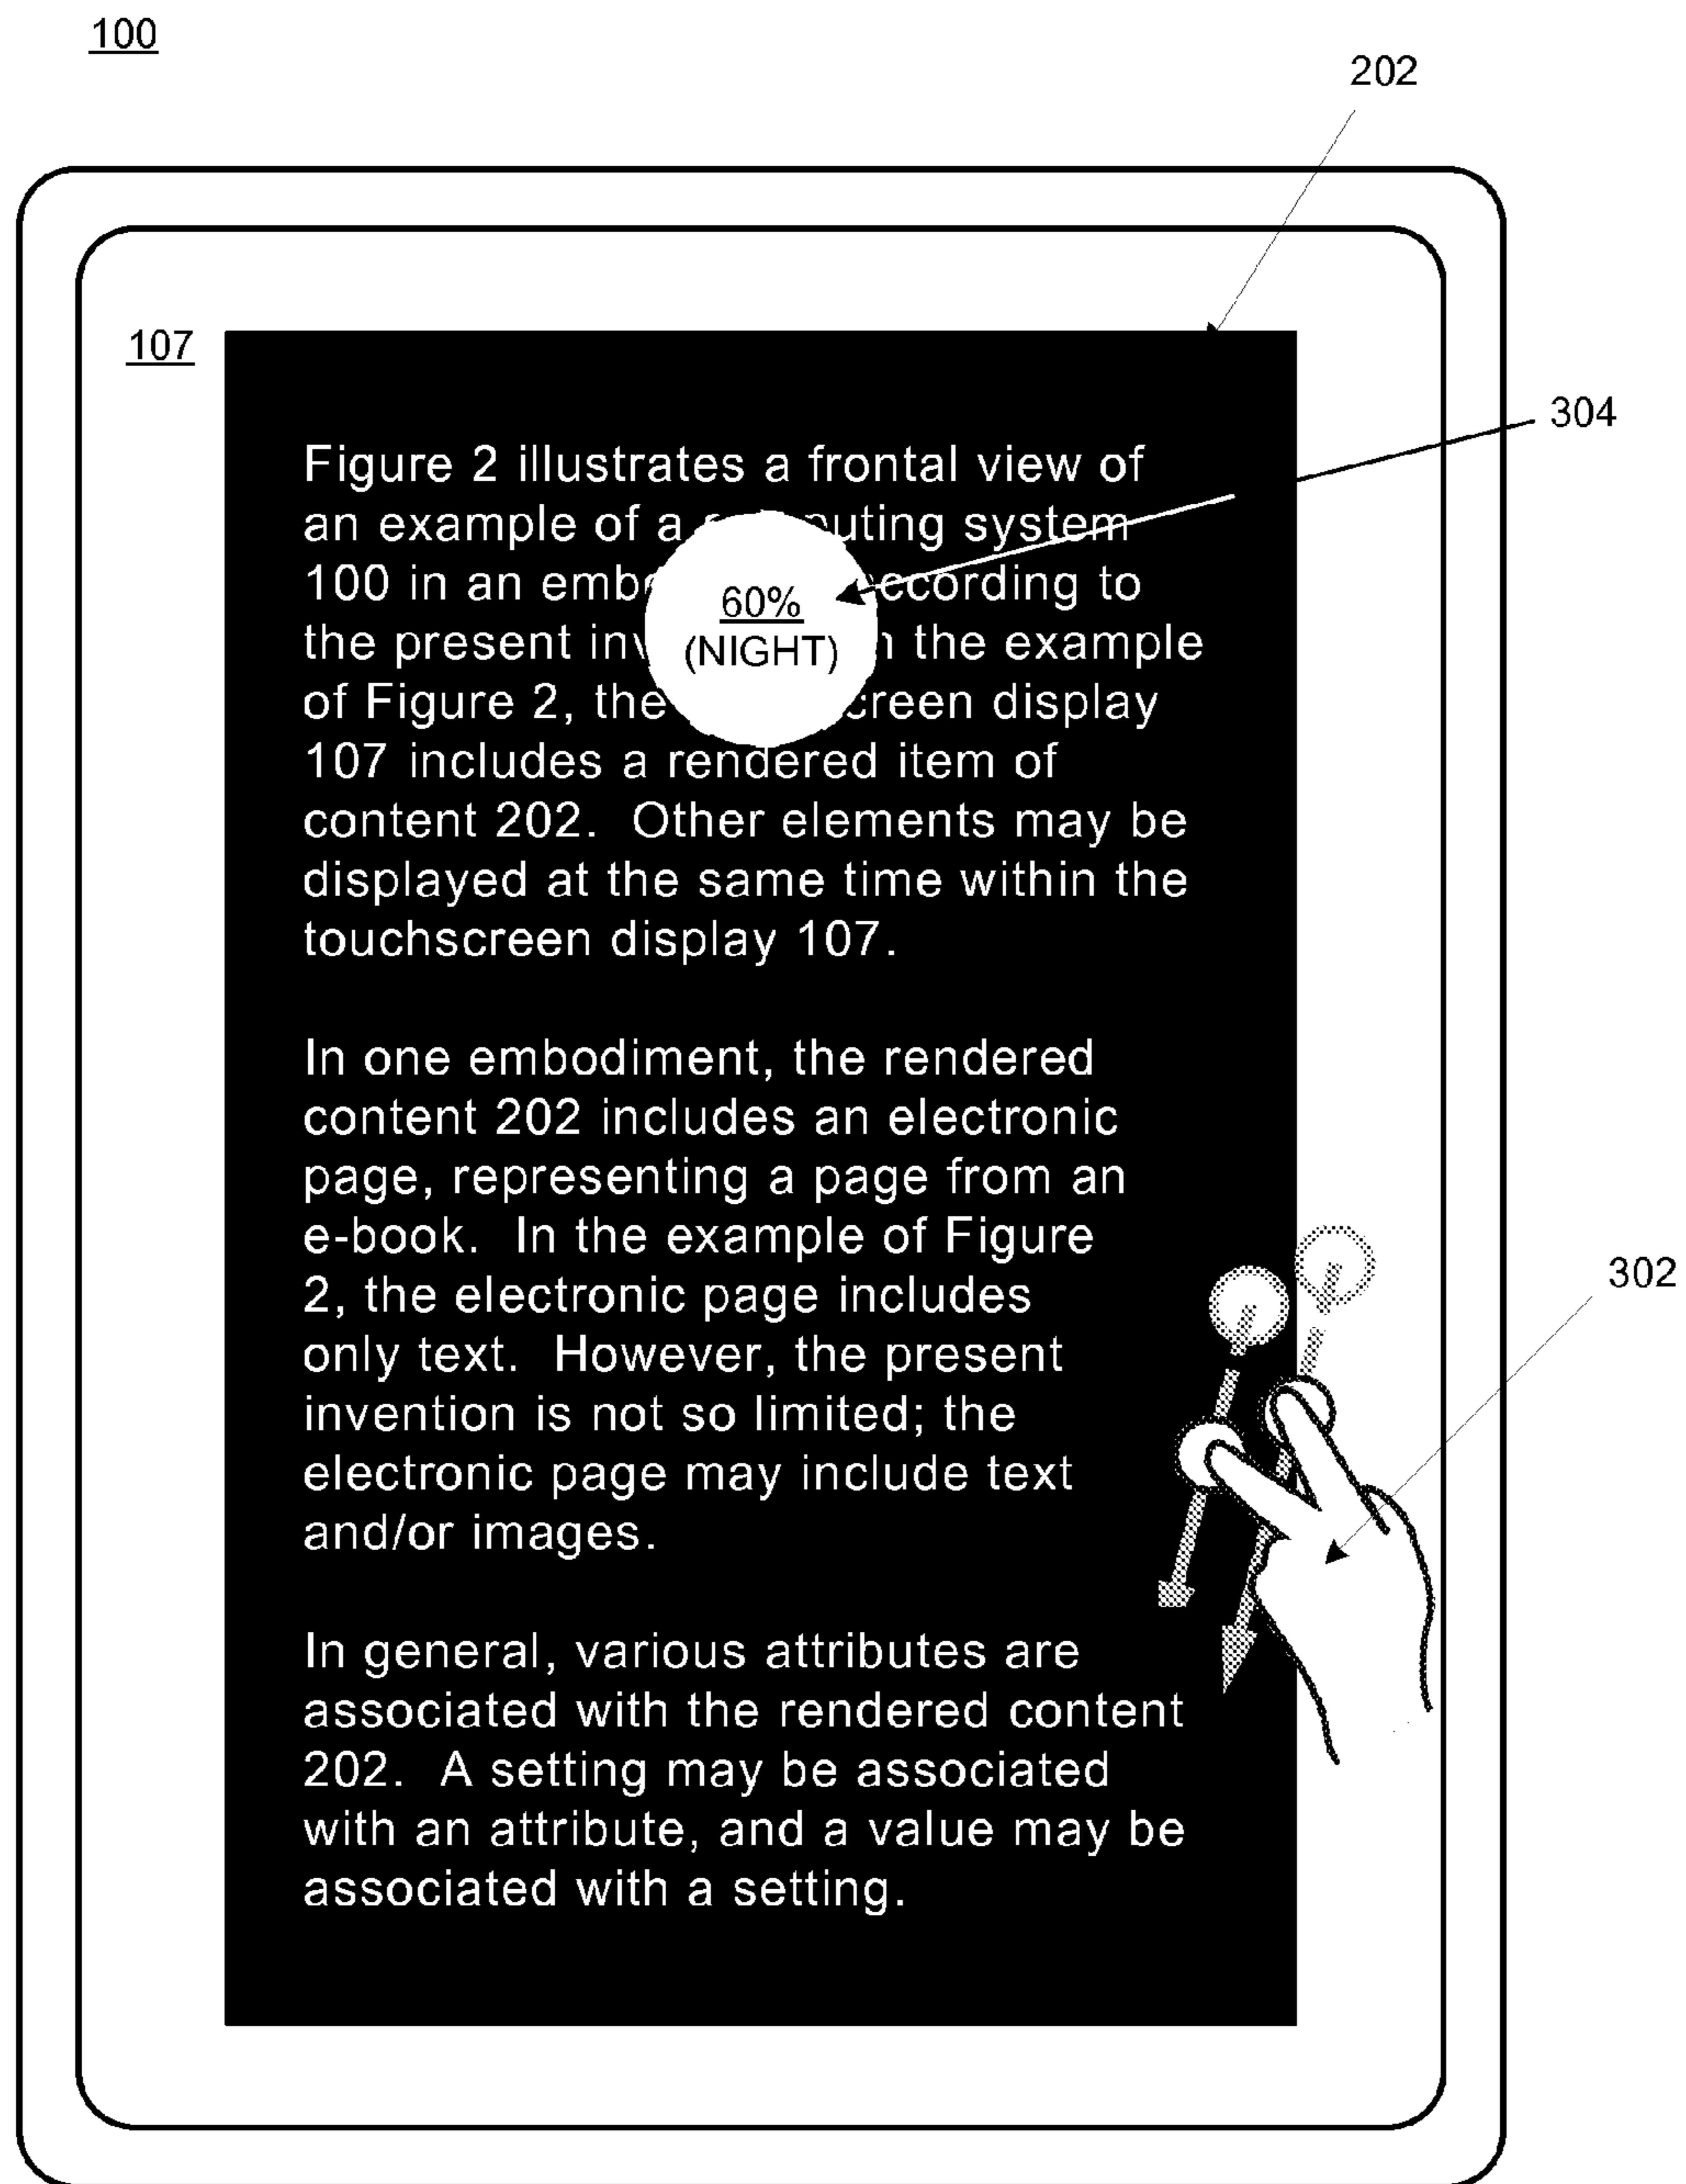 100
202
107
304
Figure 2 illustrates a frontal view of
an example of a uting system
100 in an emb ccording to
the present inv the example
of Figure 2, the creen display
60%
(NIGHT)
107 includes a rendered item of
content 202. Other elements may be
displayed at the same time within the
touchscreen display 107.
In one embodiment, the rendered
content 202 includes an electronic
page, representing a page from an
e-book. In the example of Figure
2, the electronic page includes
only text. However, the present
invention is not so limited; the
electronic page may include text
and/or images.
302
In general, various attributes are
associated with the rendered content
202. A setting may be associated
with an attribute, and a value may be
associated with a setting.